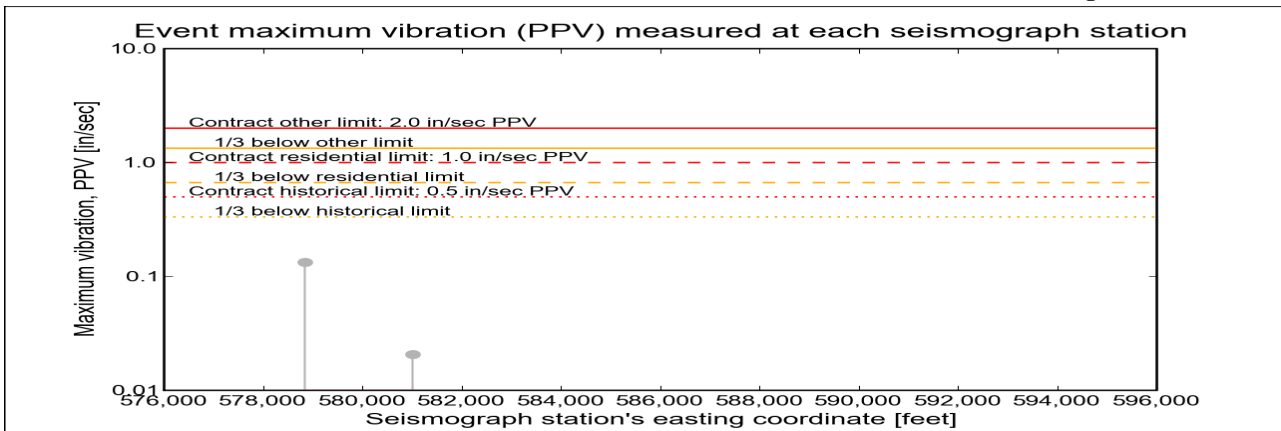 Event maximum vibration (PPV) measured at each seismograph station
10.0
Contract other limit: 2.0 in/sec PPV
1/3 below other limit
1.0
Contract residential limit: 1.0 in/sec PPV
1/3 below residential limit
Contract historical limit; 0.5 in/sec PPV
1/3 below historical limit
0.1
0.01
Maximum vibration, PPV [in/sec]
576,000 578,000 580,000 582,000 584,000 586,000 588,000 590,000 592,000 594,000 596,000
Seismograph station's easting coordinate [feet]